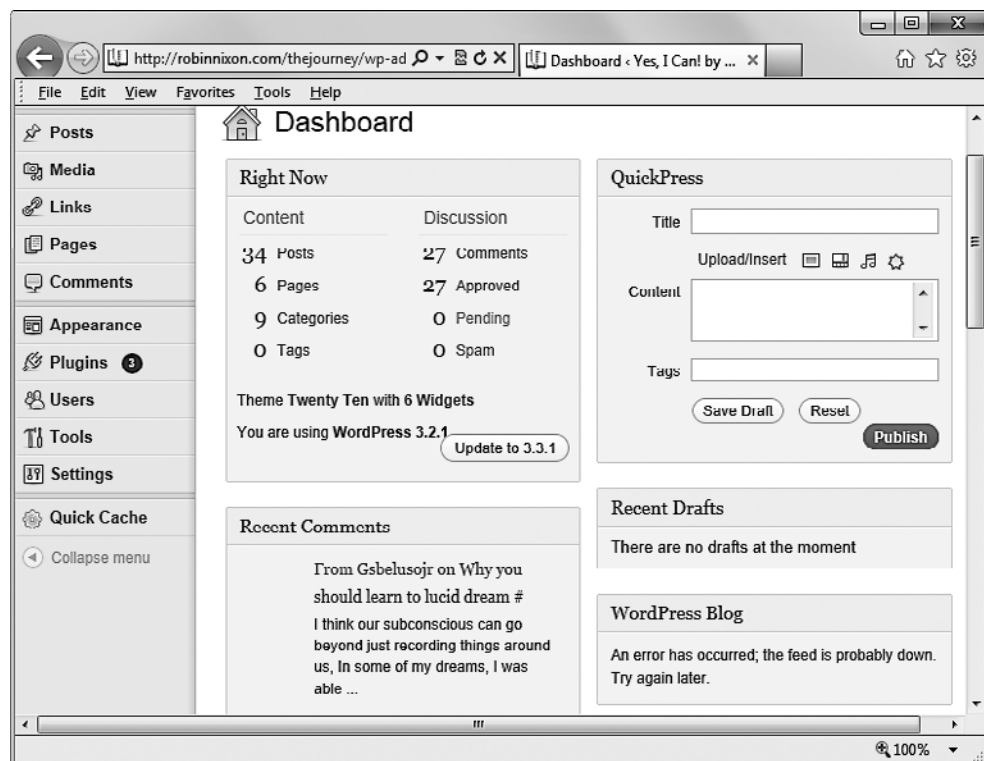 http://robinnixon.com/thejourney/wp-ad
Dashboard ‹ Yes, I Can! by ...
File Edit View Favorites Tools Help
Posts
Media
Links
Pages
Comments
Appearance
Plugins 3
Users
Tools
Settings
Quick Cache
Collapse menu
Dashboard
Right Now
Content Discussion
34 Posts 27 Comments
6 Pages 27 Approved
9 Categories 0 Pending
0 Tags 0 Spam
Theme Twenty Ten with 6 Widgets
You are using WordPress 3.2.1
Update to 3.3.1
Recent Comments
From Gsbelusojr on Why you
should learn to lucid dream #
I think our subconscious can go
beyond just recording things around
us, In some of my dreams, I was
able ...
QuickPress
Title
Upload/Insert
Content
Tags
Save Draft Reset
Publish
Recent Drafts
There are no drafts at the moment
WordPress Blog
An error has occurred; the feed is probably down.
Try again later.
100%